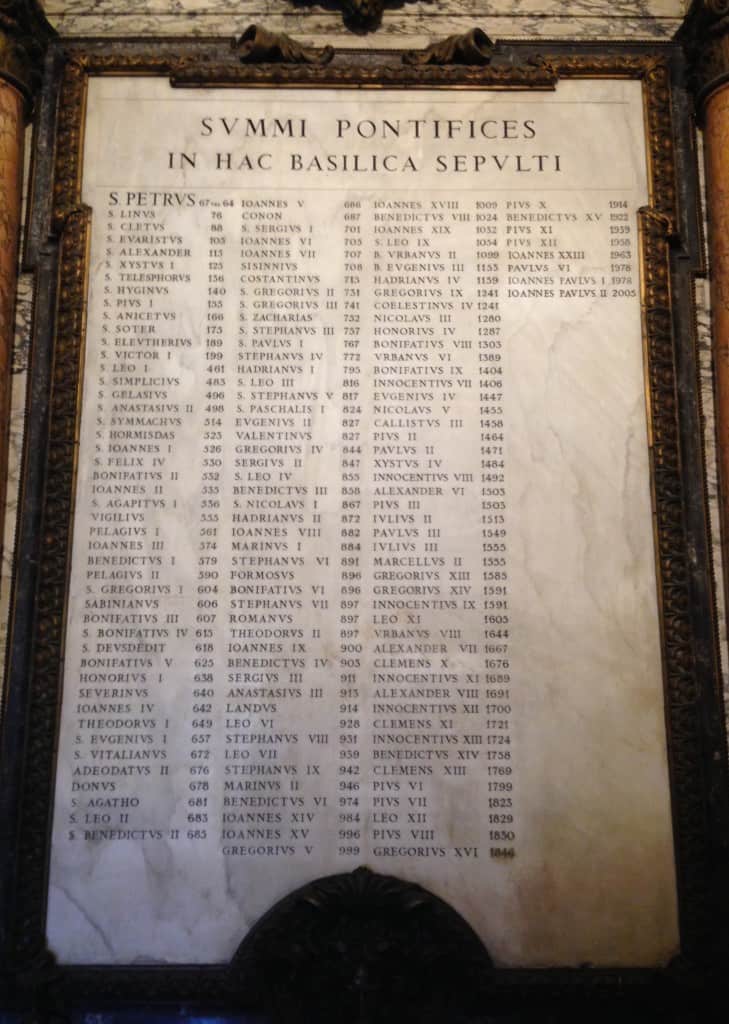 SVMMI PONTIFICES
IN HAC BASILICA SEPVLTI
S. PETRVS 67 64
S. LINVS 76
S. CLETVS 88
S. EVARISTVS 105
S. ALEXANDER 115
S. XYSTVS I 125
S. TELESPHORVS 136
S. HYGINVS 140
S. PIVS I 155
S. ANICETVS 166
S. SOTER 175
S. ELEVTHERIVS 189
S. VICTOR I 199
S. LEO I 461
S. SIMPLICIVS 483
S. GELASIVS 496
S. ANASTASIVS II 498
S. SYMMACHVS 514
S. HORMISDAS 523
S. IOANNES I 526
S. FELIX IV 530
BONIFATIVS II 532
IOANNES II 535
S. AGAPITVS I 536
VIGILIVS 555
PELAGIVS I 561
IOANNES III 574
BENEDICTVS I 579
PELAGIVS II 590
S. GREGORIVS I 604
SABINIANVS 606
BONIFATIVS III 607
S. BONIFATIVS IV 615
S. DEVSDEDIT 618
BONIFATIVS V 625
HONORIVS I 638
SEVERINVS 640
IOANNES IV 642
THEODORVS I 649
S. EVGENIVS I 657
S. VITALIANVS 672
ADEODATVS II 676
DONVS 678
S. AGATHO 681
S. LEO II 683
S. BENEDICTVS II 685
IOANNES V 686
CONON 687
S. SERGIVS I 701
IOANNES VI 705
IOANNES VII 707
SISINNIVS 708
COSTANTINVS 715
S. GREGORIVS II 731
S. GREGORIVS III 741
S. ZACHARIAS 752
S. STEPHANVS III 757
S. PAVLVS I 767
STEPHANVS IV 772
HADRIANVS I 795
S. LEO III 816
S. STEPHANVS V 817
S. PASCHALIS I 824
EVGENIVS II 827
VALENTINVS 827
GREGORIVS IV 844
SERGIVS II 847
S. LEO IV 855
BENEDICTVS III 858
S. NICOLAVS I 867
HADRIANVS II 872
IOANNES VIII 882
MARINVS I 884
STEPHANVS VI 891
FORMOSVS 896
BONIFATIVS VI 896
STEPHANVS VII 897
ROMANVS 897
THEODORVS II 897
IOANNES IX 900
BENEDICTVS IV 903
SERGIVS III 911
ANASTASIVS III 913
LANDVS 914
LEO VI 928
STEPHANVS VIII 931
LEO VII 939
STEPHANVS IX 942
MARINVS II 946
BENEDICTVS VI 974
IOANNES XIV 984
IOANNES XV 996
GREGORIVS V 999
IOANNES XVIII 1009
BENEDICTVS VIII 1024
IOANNES XIX 1032
S. LEO IX 1054
B. VRBANVS II 1099
B. EVGENIVS III 1153
HADRIANVS IV 1159
GREGORIVS IX 1241
COELESTINVS IV 1241
NICOLAVS III 1280
HONORIVS IV 1287
BONIFATIVS VIII 1303
VRBANVS VI 1389
BONIFATIVS IX 1404
INNOCENTIVS VII 1406
EVGENIVS IV 1447
NICOLAVS V 1455
CALLISTVS III 1458
PIVS II 1464
PAVLVS II 1471
XYSTVS IV 1484
INNOCENTIVS VIII 1492
ALEXANDER VI 1503
PIVS III 1503
IVLIVS II 1513
PAVLVS III 1549
IVLIVS III 1555
MARCELLVS II 1555
GREGORIVS XIII 1585
GREGORIVS XIV 1591
INNOCENTIVS IX 1591
LEO XI 1605
VRBANVS VIII 1644
ALEXANDER VII 1667
CLEMENS X 1676
INNOCENTIVS XI 1689
ALEXANDER VIII 1691
INNOCENTIVS XII 1700
CLEMENS XI 1721
INNOCENTIVS XIII 1724
BENEDICTVS XIV 1758
CLEMENS XIII 1769
PIVS VI 1799
PIVS VII 1823
LEO XII 1829
PIVS VIII 1830
GREGORIVS XVI 1846
PIVS X 1914
BENEDICTVS XV 1922
PIVS XI 1939
PIVS XII 1958
IOANNES XXIII 1963
PAVLVS VI 1978
IOANNES PAVLVS I 1978
IOANNES PAVLVS II 2005